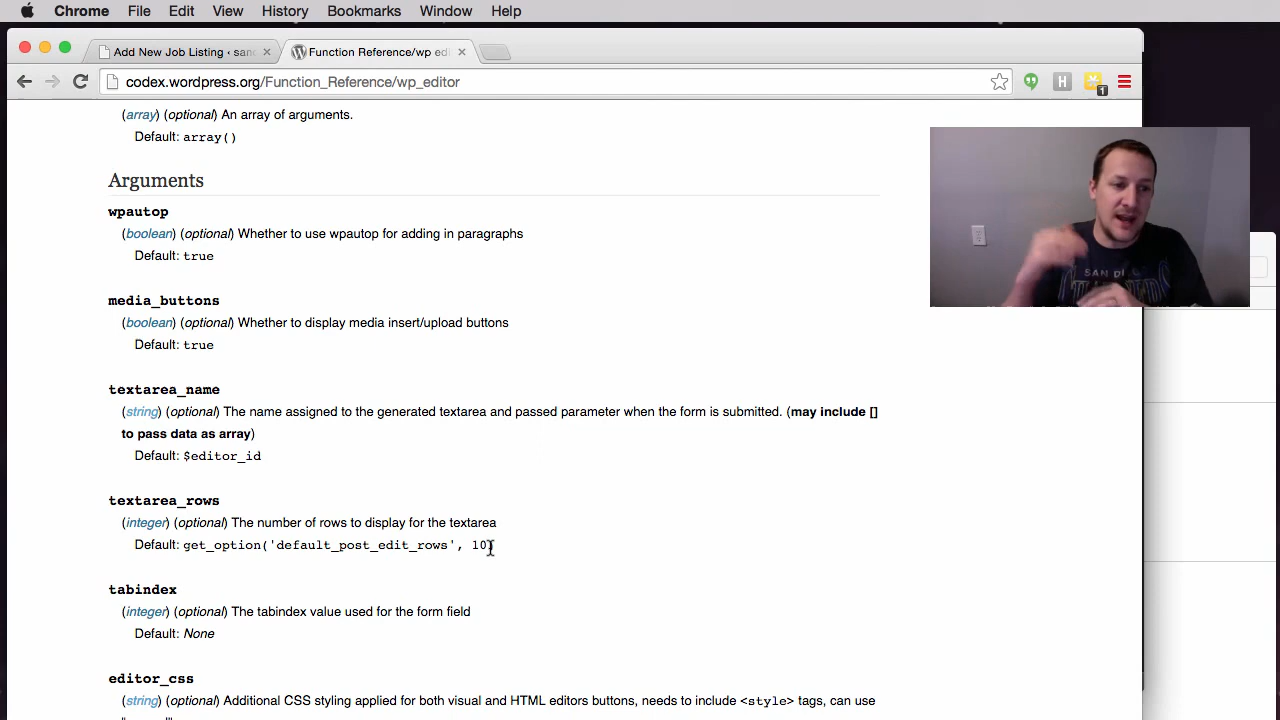 Chrome File Edit View History Bookmarks Window Help
Add New Job Listing ‹ sand
Function Reference/wp edi
codex.wordpress.org/Function_Reference/wp_editor
H
1
(array) (optional) An array of arguments.
Default: array()
Arguments
wpautop
(boolean) (optional) Whether to use wpautop for adding in paragraphs
Default: true
media_buttons
(boolean) (optional) Whether to display media insert/upload buttons
Default: true
textarea_name
(string) (optional) The name assigned to the generated textarea and passed parameter when the form is submitted. (may include []
to pass data as array)
Default: $editor_id
textarea_rows
(integer) (optional) The number of rows to display for the textarea
Default: get_option('default_post_edit_rows', 10)
tabindex
(integer) (optional) The tabindex value used for the form field
Default: None
editor_css
(string) (optional) Additional CSS styling applied for both visual and HTML editors buttons, needs to include <style> tags, can use
SAN DI